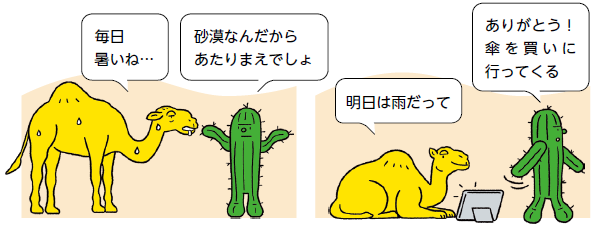 毎日
暑いね…
砂漠なんだから
あたりまえでしょ
明日は雨だって
ありがとう！
傘を買いに
行ってくる